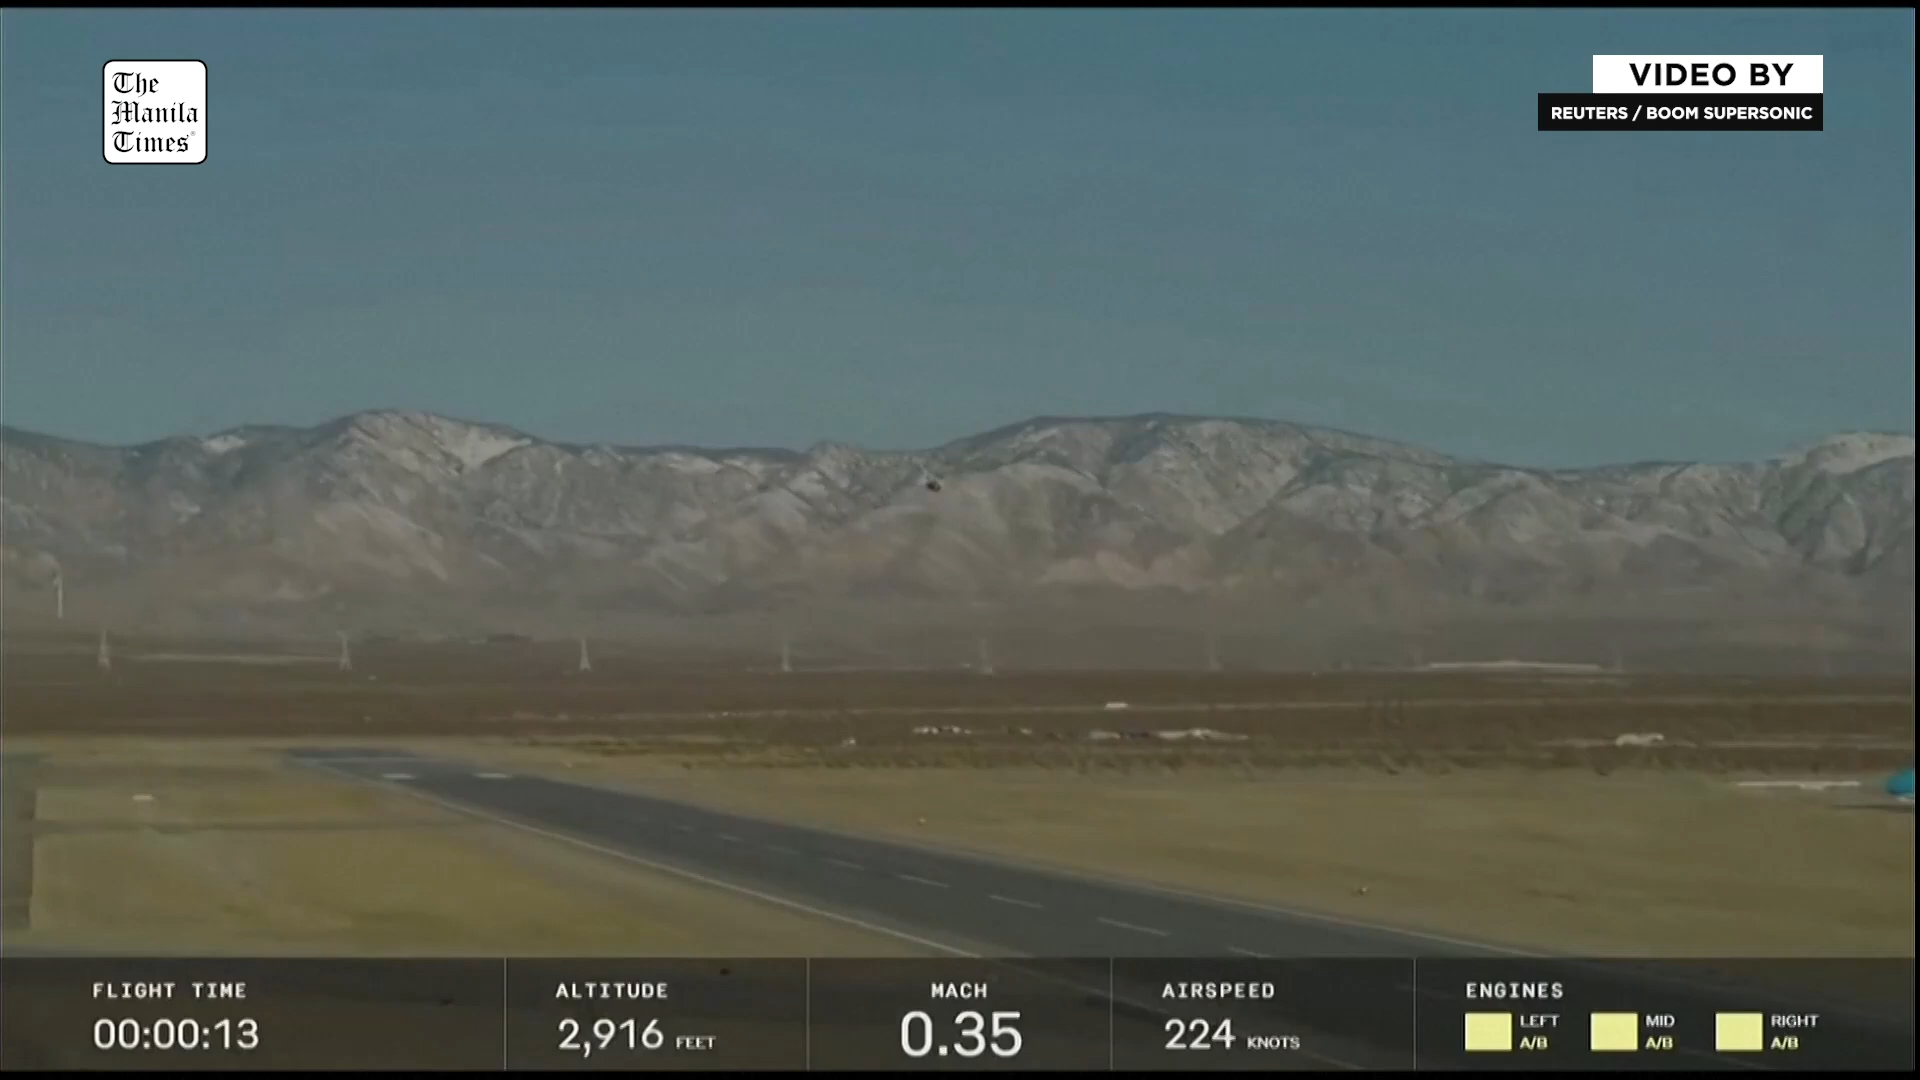 The
Manila
Times
VIDEO BY
REUTERS / BOOM SUPERSONIC
FLIGHT TIME
00:00:13
ALTITUDE
2,916 FEET
MACH
0.35
AIRSPEED
224 KNOTS
ENGINES
LEFT
A/B
MID
A/B
RIGHT
A/B